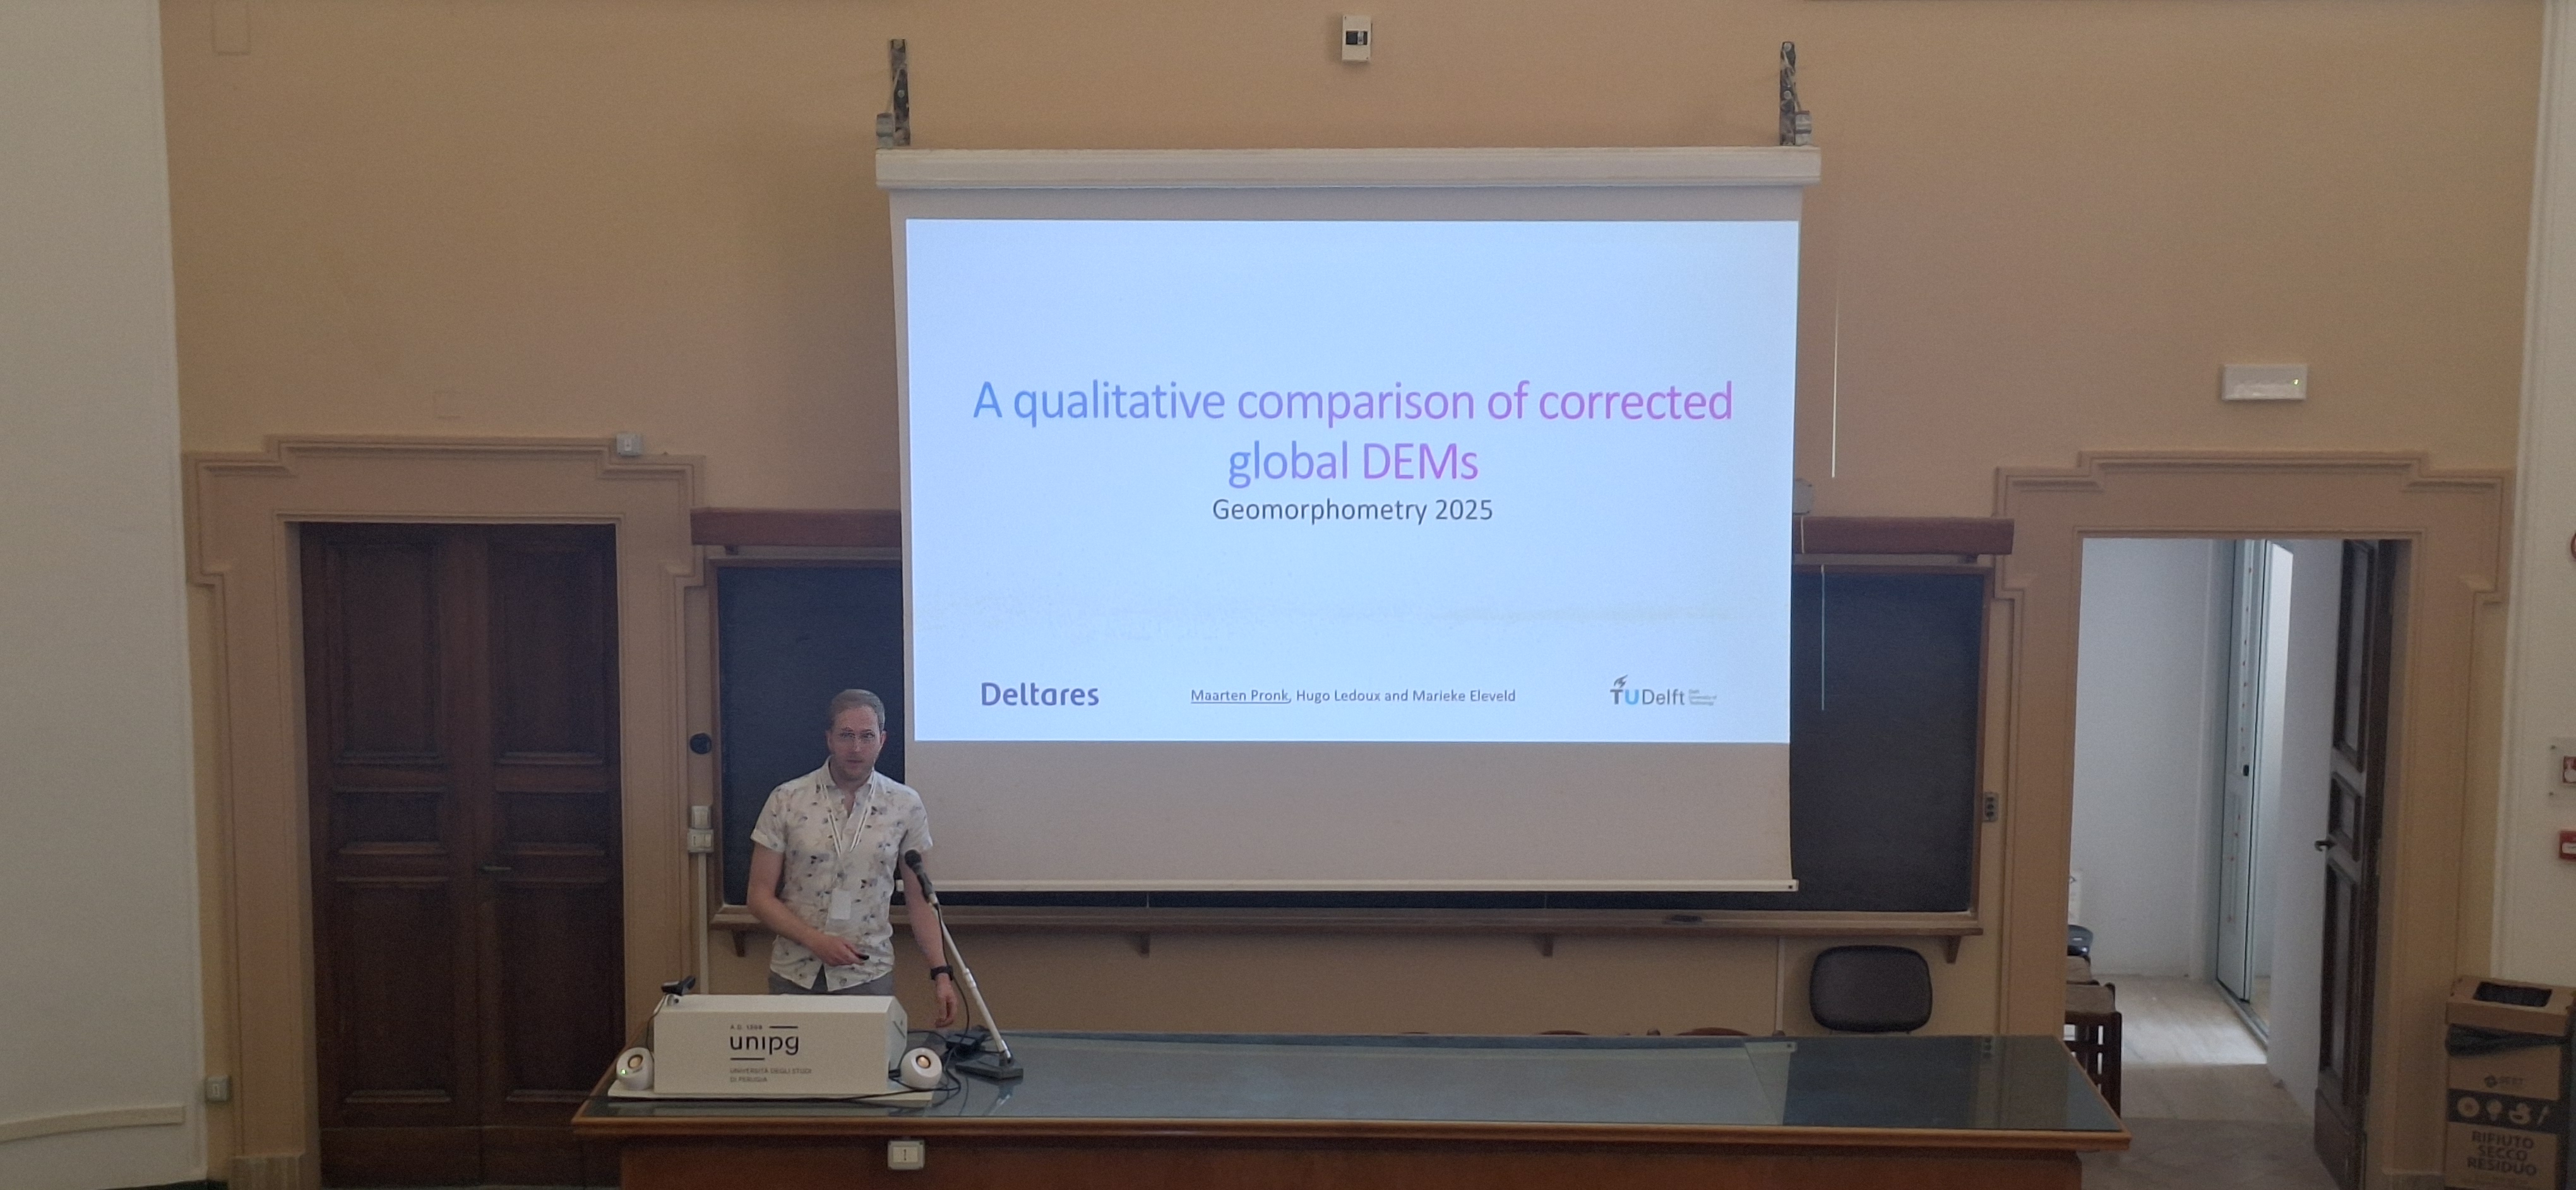 A qualitative comparison of corrected
global DEMs
Geomorphometry 2025
Deltares
Maarten Pronk, Hugo Ledoux and Marieke Eleveld
TUDelft
A.D. 1308
unipg
UNIVERSITÀ DEGLI STUDI
DI PERUGIA
RIFIUTO
SECCO
RESIDUO